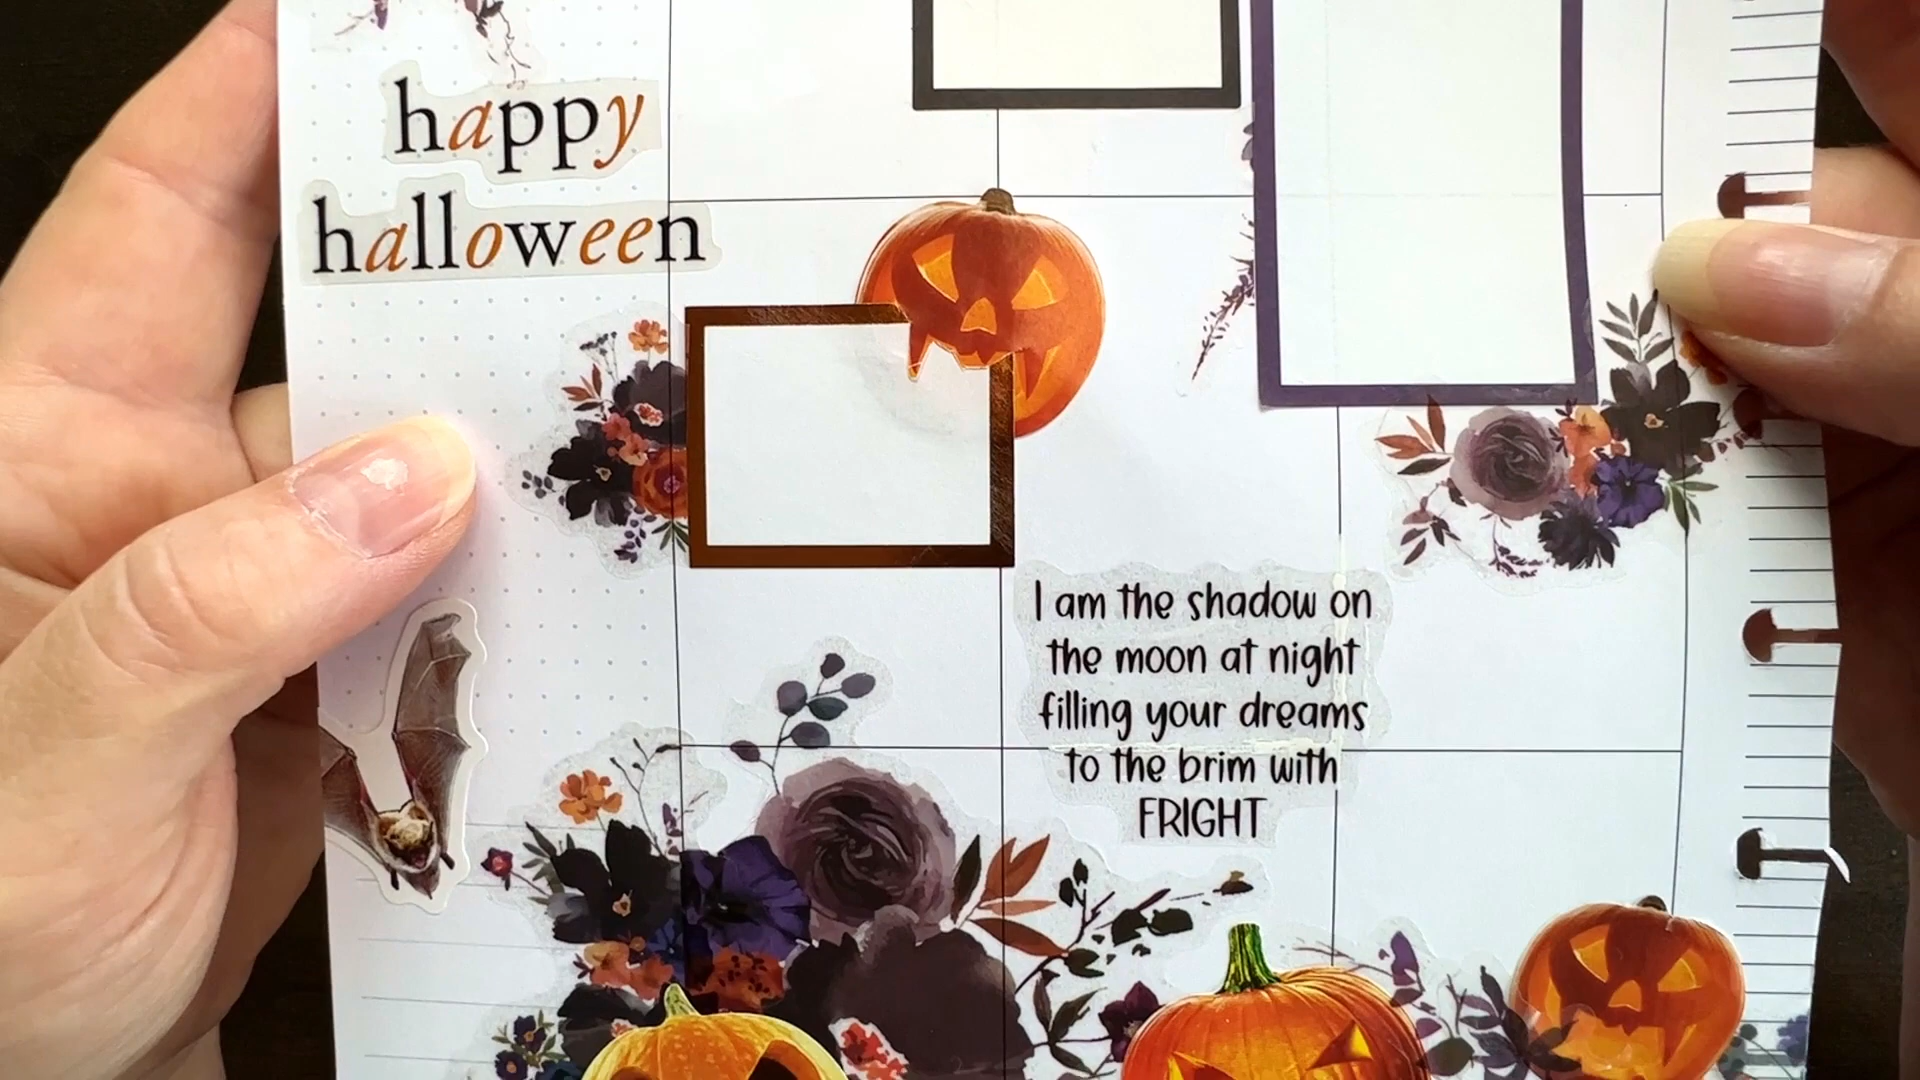 happy
halloween
I am the shadow on
the moon at night
filling your dreams
to the brim with
FRIGHT